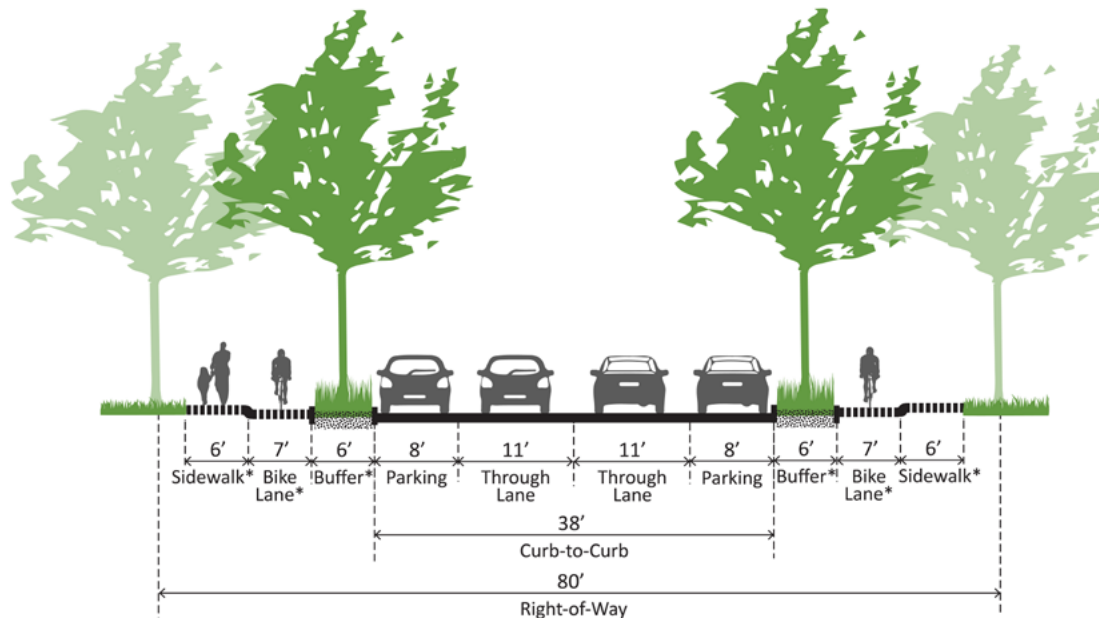 6’ 7’ 6’ 8’ 11’ 11’ 8’ 6’ 7’ 6’
Sidewalk* Bike Buffer* Parking Through Through Parking Buffer* Bike Sidewalk*
Lane* Lane Lane Lane*
38’
Curb-to-Curb
80’
Right-of-Way